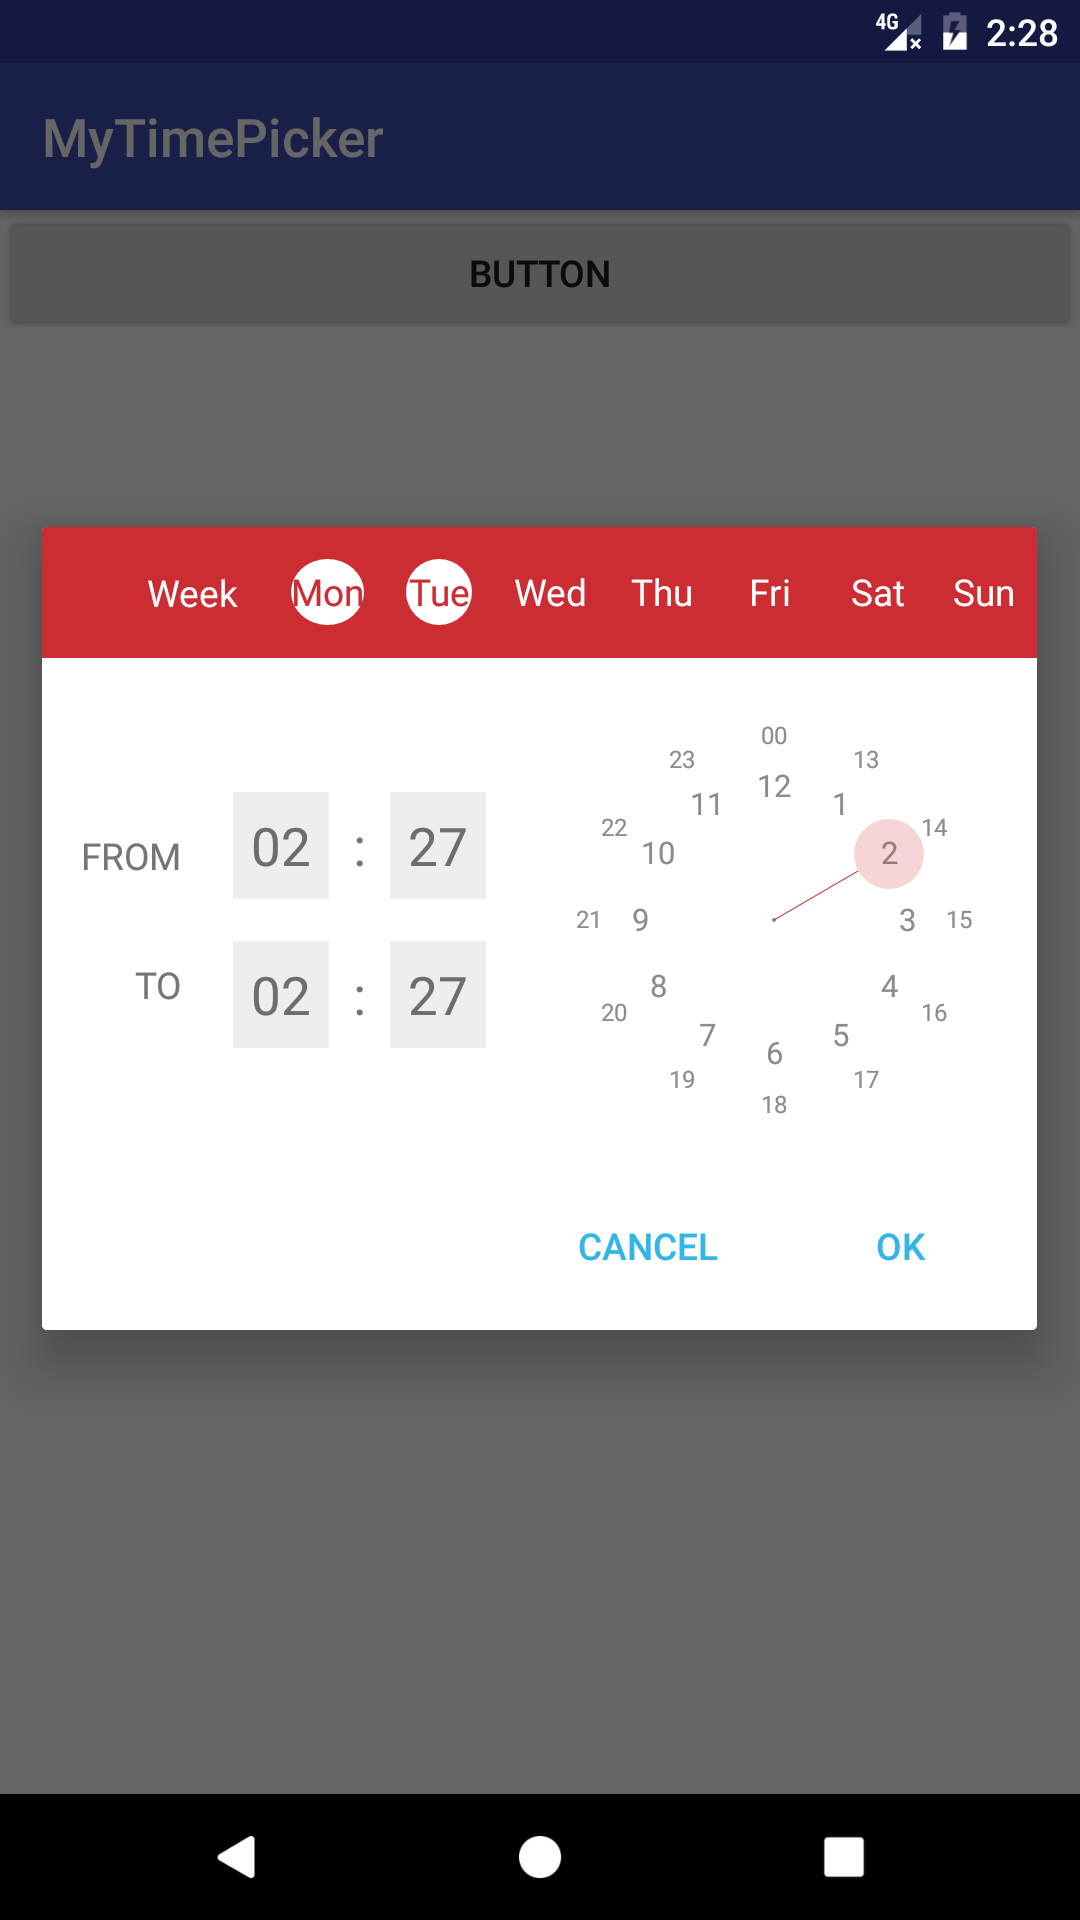 4G 2:28
MyTimePicker
BUTTON
Week Mon Tue Wed Thu Fri Sat Sun
FROM 02 : 27
TO 02 : 27
00
23 13
12
11 1
22 14
10 2
21 9 3 15
8 4
20 16
7 5
6
19 17
18
CANCEL OK